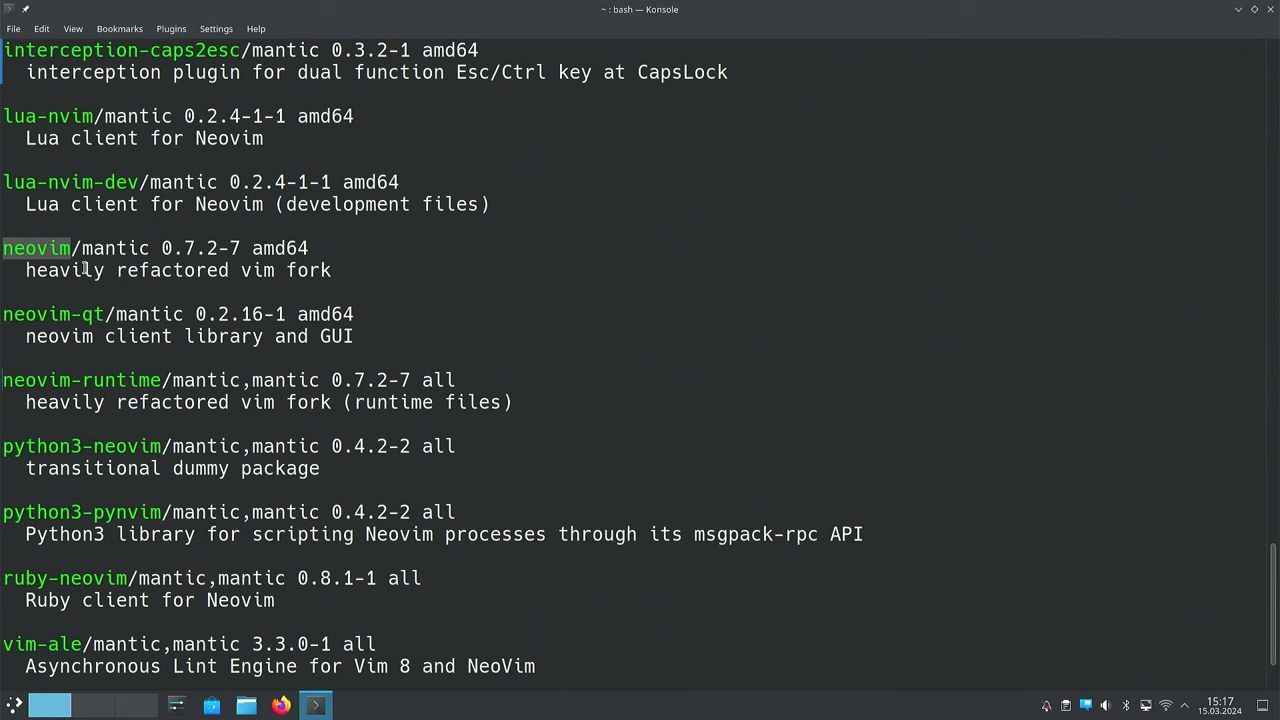 ~ : bash — Konsole
File Edit View Bookmarks Plugins Settings Help
interception-caps2esc/mantic 0.3.2-1 amd64
interception plugin for dual function Esc/Ctrl key at CapsLock
lua-nvim/mantic 0.2.4-1-1 amd64
Lua client for Neovim
lua-nvim-dev/mantic 0.2.4-1-1 amd64
Lua client for Neovim (development files)
neovim/mantic 0.7.2-7 amd64
heavily refactored vim fork
neovim-qt/mantic 0.2.16-1 amd64
neovim client library and GUI
neovim-runtime/mantic,mantic 0.7.2-7 all
heavily refactored vim fork (runtime files)
python3-neovim/mantic,mantic 0.4.2-2 all
transitional dummy package
python3-pynvim/mantic,mantic 0.4.2-2 all
Python3 library for scripting Neovim processes through its msgpack-rpc API
ruby-neovim/mantic,mantic 0.8.1-1 all
Ruby client for Neovim
vim-ale/mantic,mantic 3.3.0-1 all
Asynchronous Lint Engine for Vim 8 and NeoVim
15:17
15.03.2024